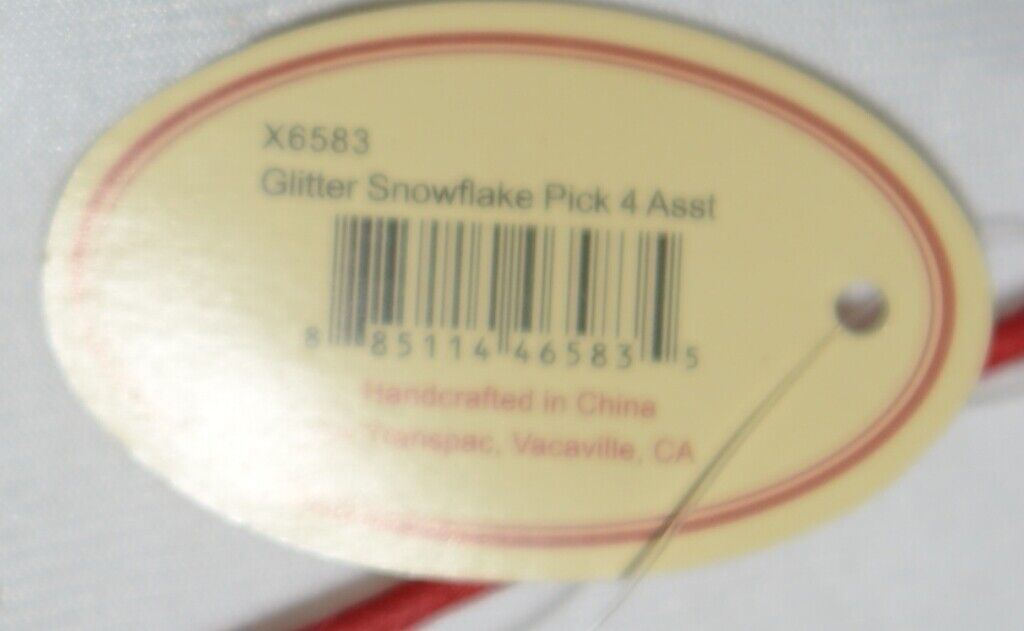 X6583
Glitter Snowflake Pick 4 Asst
8 85114 46583 5
Handcrafted in China
Transpac, Vacaville, CA